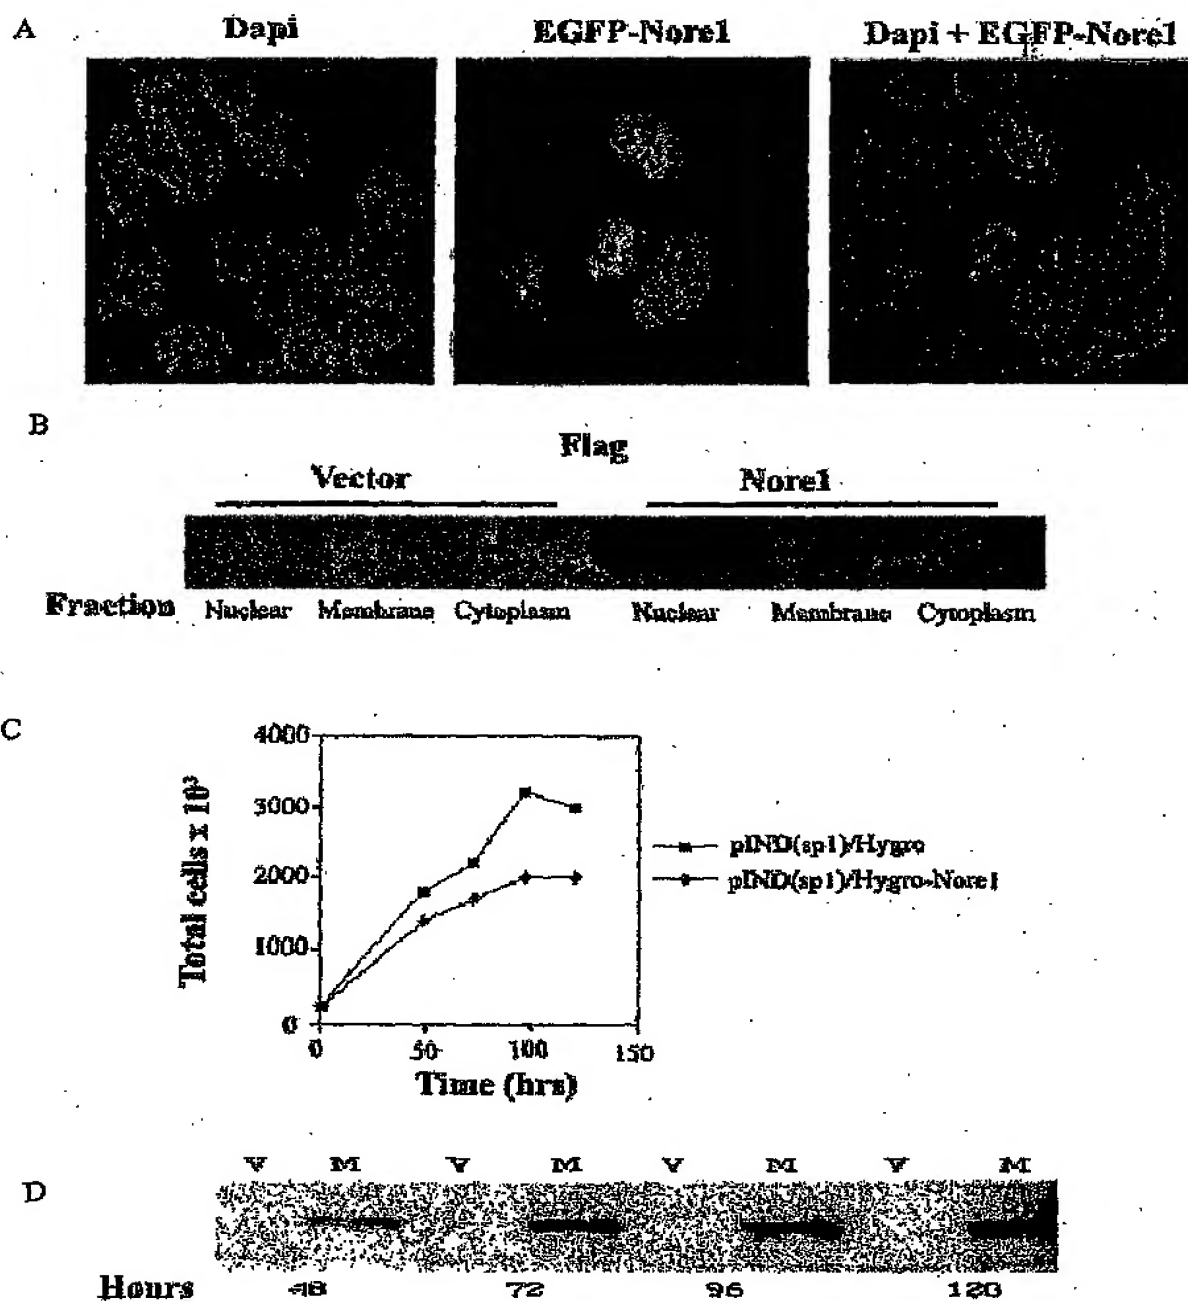 A
Dapi EGFP-Nore1 Dapi + EGFP-Nore1
B
Flag
Vector Nore1
Fraction Nuclear Membrane Cytoplasm Nuclear Membrane Cytoplasm
C
Total cells x 10³
4000
3000
2000
1000
0
0 50 100 150
Time (hrs)
pIND(sp1)/Hygro
pIND(sp1)/Hygro-Nore1
D
V M V M V M V M
Hours 48 72 96 120